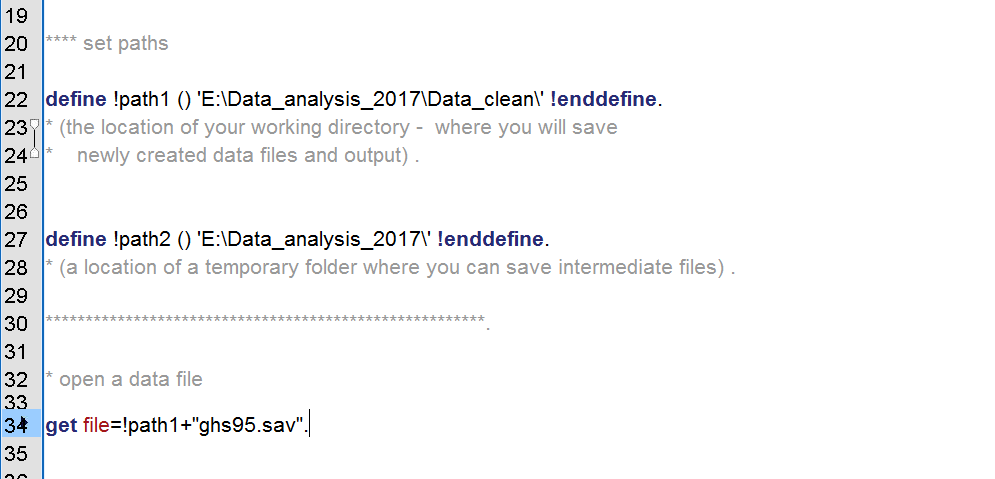 19
20 **** set paths
21
22 define !path1 () 'E:\Data_analysis_2017\Data_clean\' !enddefine.
23 * (the location of your working directory -  where you will save
24 *    newly created data files and output) .
25
26
27 define !path2 () 'E:\Data_analysis_2017\' !enddefine.
28 * (a location of a temporary folder where you can save intermediate files) .
29
30 *******************************************************.
31
32 * open a data file
33
34 get file=!path1+"ghs95.sav".
35